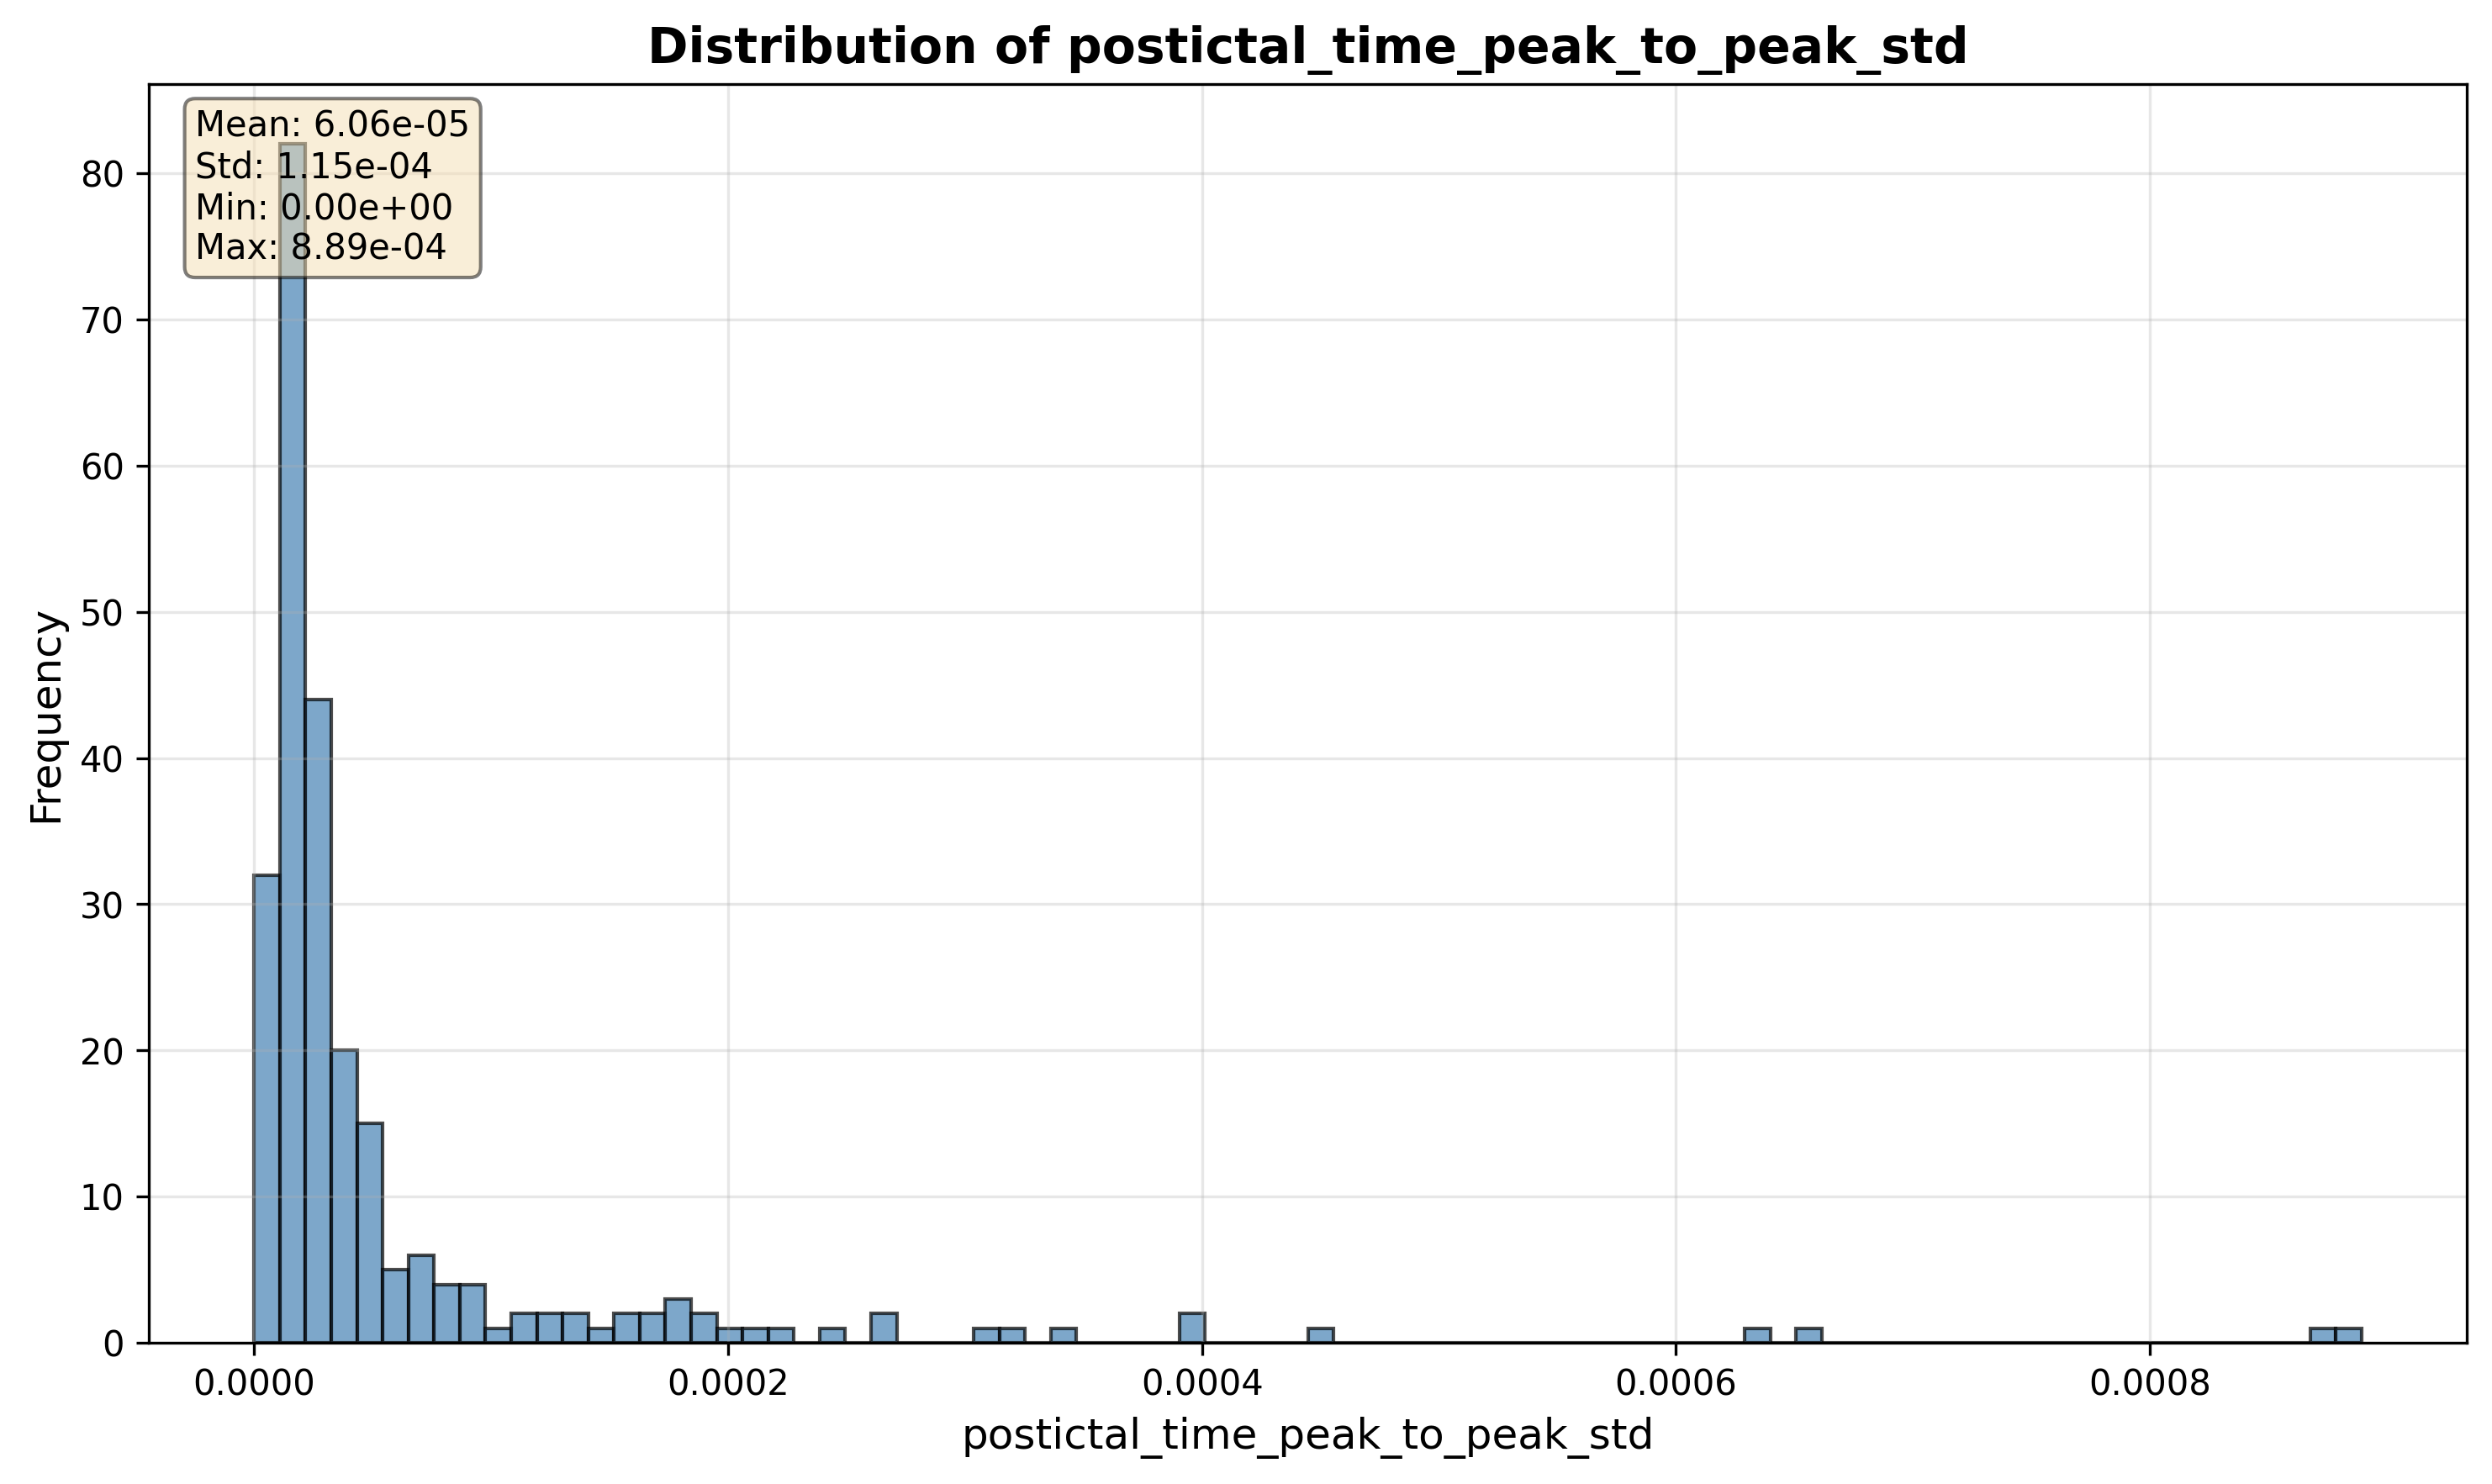 Distribution of postictal_time_peak_to_peak_std
Mean: 6.06e-05
Std: 1.15e-04
Min: 0.00e+00
Max: 8.89e-04
80
70
60
50
40
30
20
10
0
Frequency
0.0000 0.0002 0.0004 0.0006 0.0008
postictal_time_peak_to_peak_std